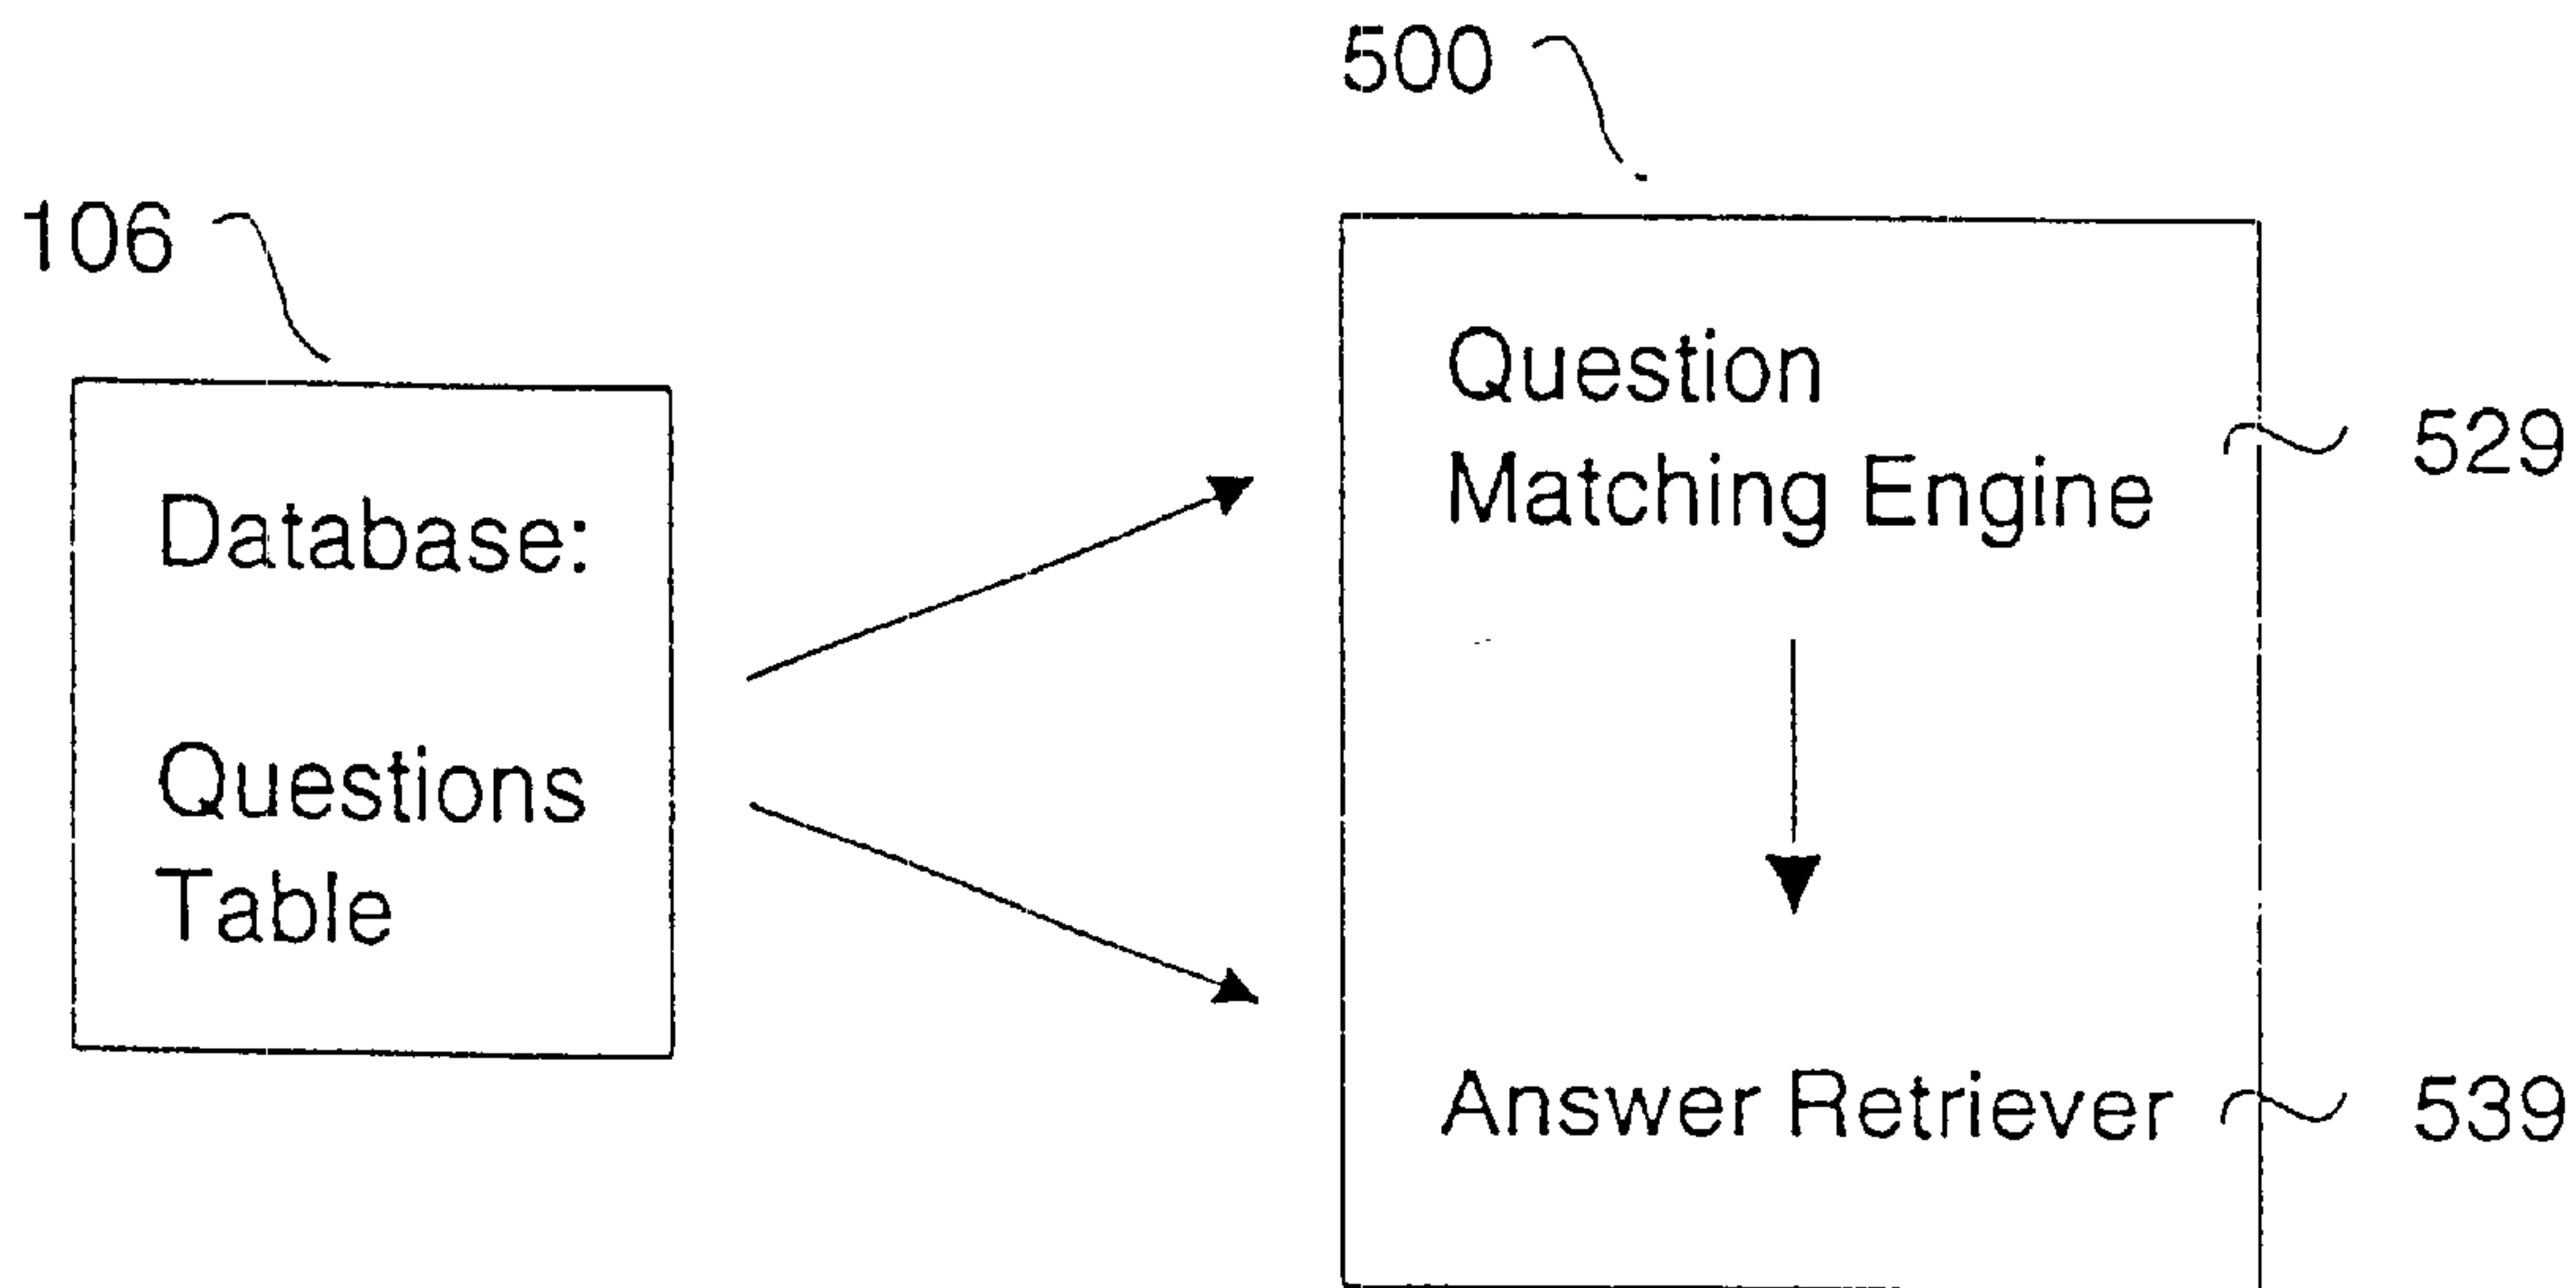 500
106
Question
Matching Engine
529
Database:
Questions
Table
Answer Retriever
539